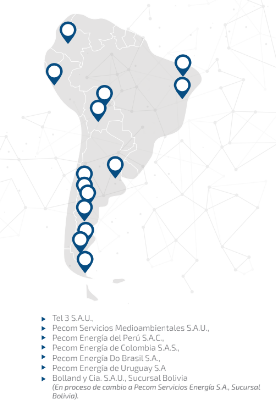 Tel 3 S.A.U.,
Pecom Servicios Medioambientales S.A.U.,
Pecom Energía del Perú S.A.C.,
Pecom Energía de Colombia S.A.S.,
Pecom Energía Do Brasil S.A.,
Pecom Energía de Uruguay S.A
Bolland y Cia. S.A.U., Sucursal Bolivia
(En proceso de cambio a Pecom Servicios Energía S.A., Sucursal
Bolivia).